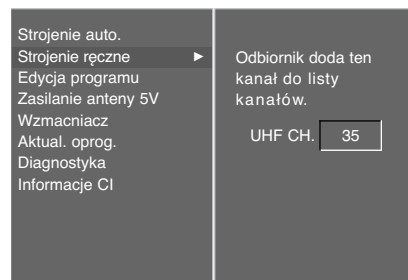 Strojenie auto.
Strojenie ręczne
Edycja programu
Zasilanie anteny 5V
Wzmacniacz
Aktual. oprog.
Diagnostyka
Informacje CI
Odbiornik doda ten
kanał do listy
kanałów.
UHF CH. 35